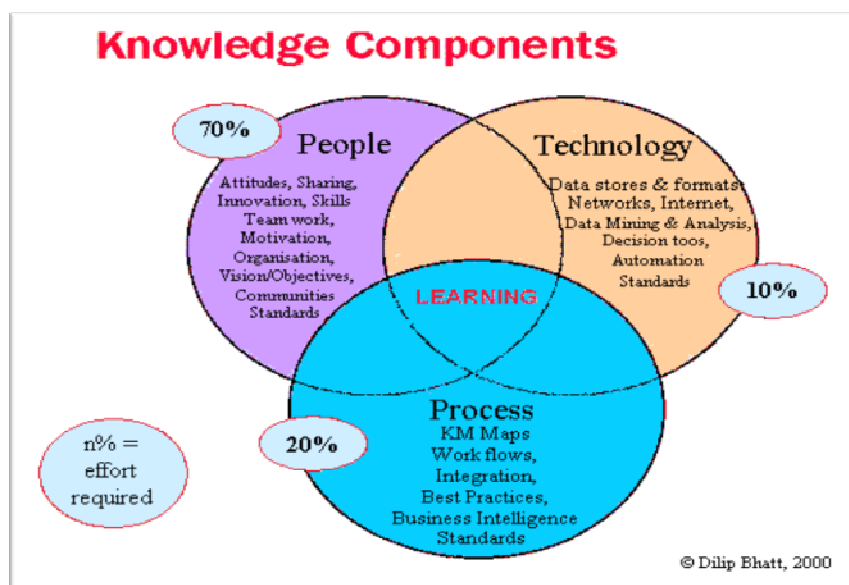 Knowledge Components
70%
People
Attitudes, Sharing,
Innovation, Skills
Team work,
Motivation,
Organisation,
Vision/Objectives,
Communities
Standards
Technology
Data stores & formats
Networks, Internet,
Data Mining & Analysis,
Decision toos,
Automation
Standards
10%
LEARNING
Process
KM Maps
Work flows,
Integration,
Best Practices,
Business Intelligence
Standards
20%
n% =
effort
required
© Dilip Bhatt, 2000